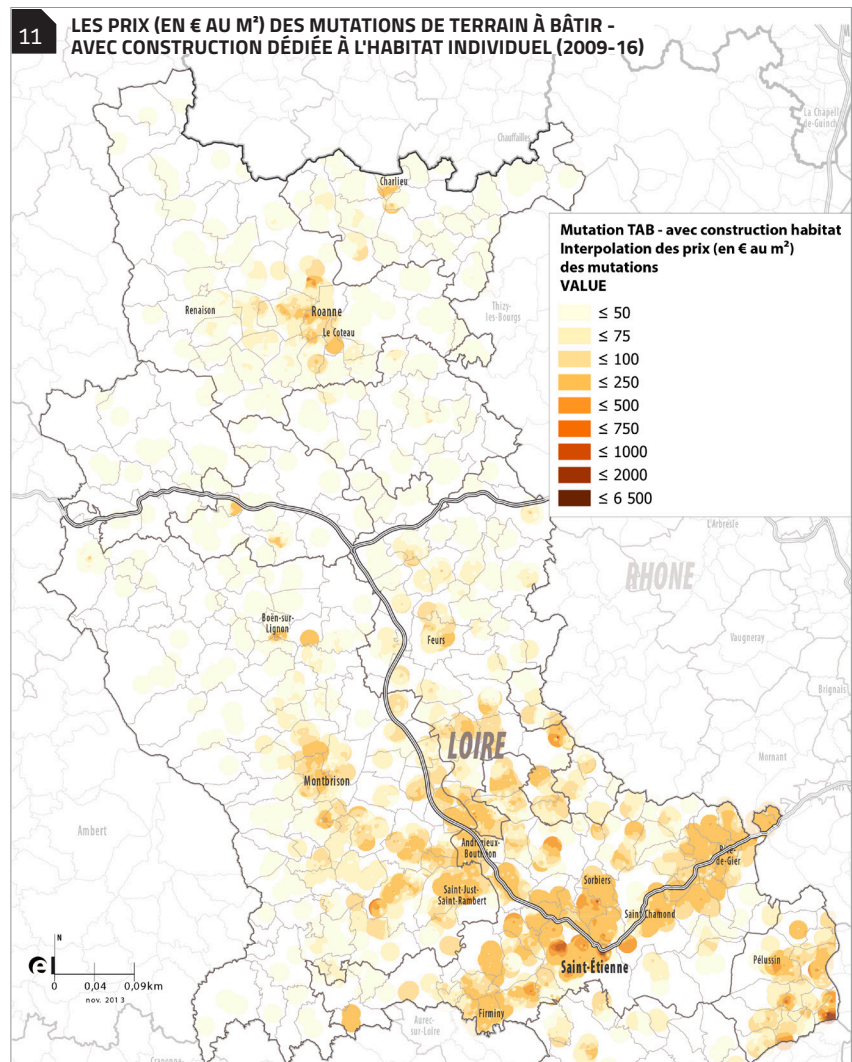 11
LES PRIX (EN € AU M²) DES MUTATIONS DE TERRAIN À BÂTIR -
AVEC CONSTRUCTION DÉDIÉE À L'HABITAT INDIVIDUEL (2009-16)
La Chapelle
de-Guinch
Chauffailles
Charlieu
Mutation TAB - avec construction habitat
Interpolation des prix (en € au m²)
des mutations
VALUE
≤ 50
≤ 75
≤ 100
≤ 250
≤ 500
≤ 750
≤ 1000
≤ 2000
≤ 6 500
Renaison
Roanne
Le Coteau
Thizy
les-Bourgs
L'Arbresle
RHONE
Boën-sur-
Lignon
Feurs
Vaugneray
Brignais
LOIRE
Mornant
Montbrison
Ambert
Andrézieux-
Bouthéon
Rive-
de-Gier
Saint-Just-
Saint-Rambert
Sorbiers
Saint Chamond
Saint-Étienne
Pélussin
N
0 0,04 0,09km
nov. 2013
Firminy
Aurec-
sur-Loire